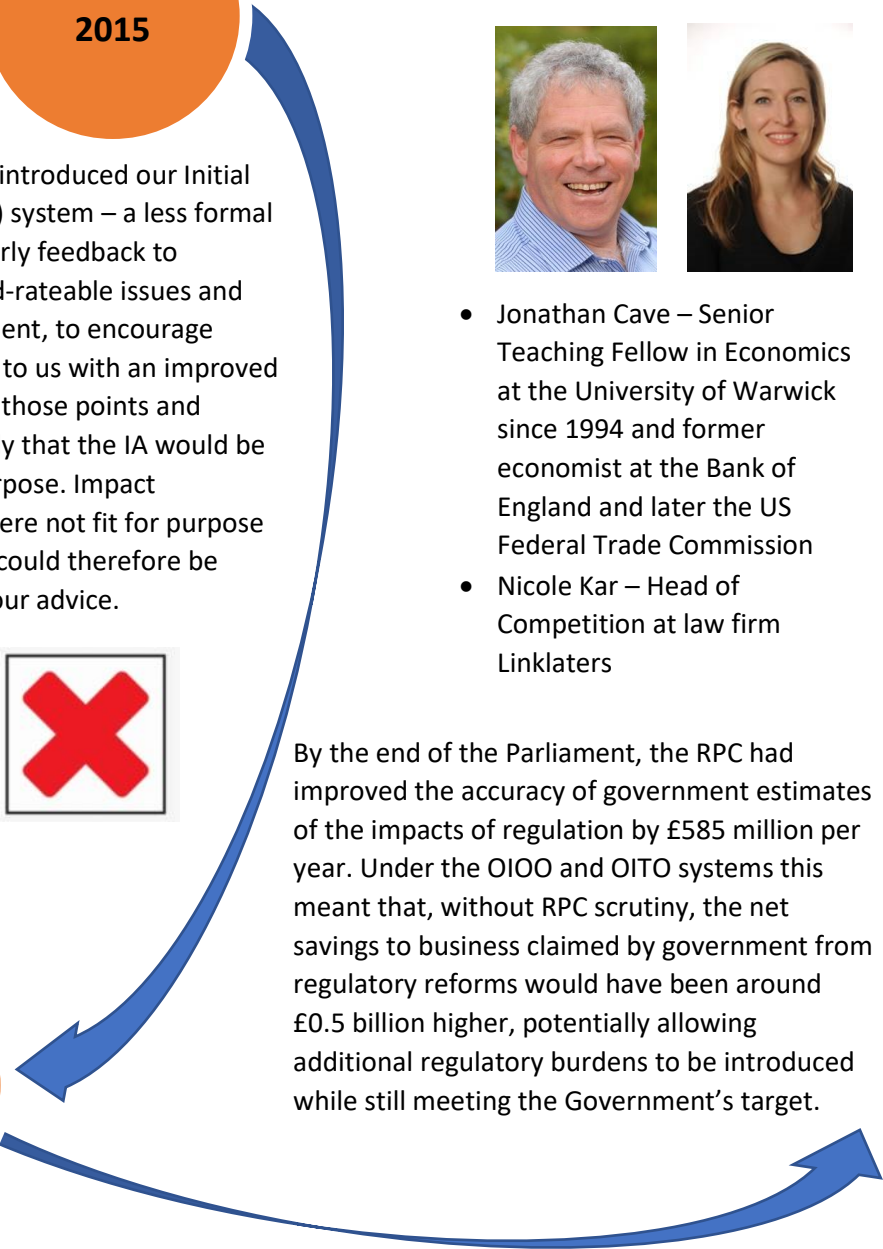 2015
introduced our Initial
) system – a less formal
rly feedback to
d-rateable issues and
ent, to encourage
to us with an improved
those points and
y that the IA would be
rpose. Impact
ere not fit for purpose
could therefore be
our advice.
• Jonathan Cave – Senior
Teaching Fellow in Economics
at the University of Warwick
since 1994 and former
economist at the Bank of
England and later the US
Federal Trade Commission
• Nicole Kar – Head of
Competition at law firm
Linklaters
By the end of the Parliament, the RPC had
improved the accuracy of government estimates
of the impacts of regulation by £585 million per
year. Under the OIOO and OITO systems this
meant that, without RPC scrutiny, the net
savings to business claimed by government from
regulatory reforms would have been around
£0.5 billion higher, potentially allowing
additional regulatory burdens to be introduced
while still meeting the Government’s target.